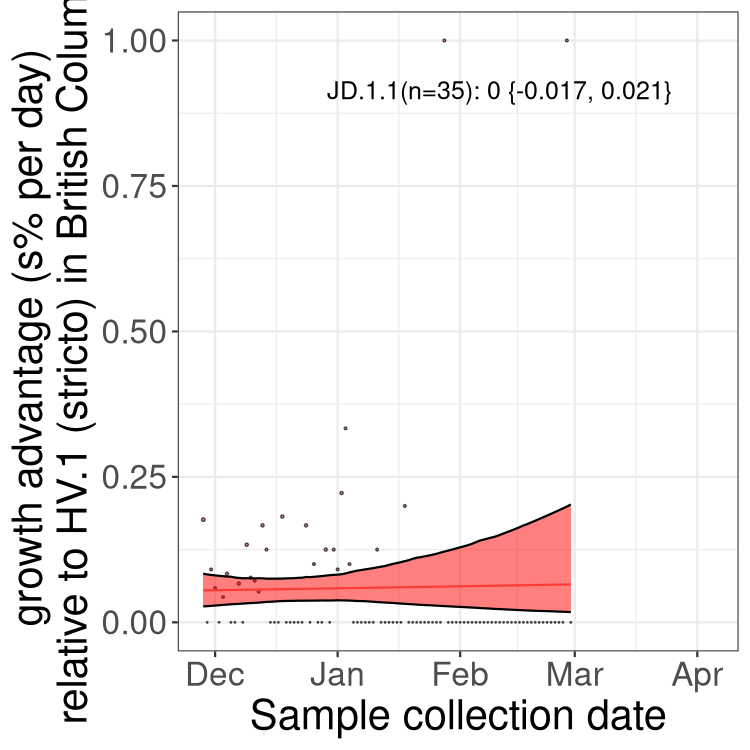 growth advantage (s% per day)
relative to HV.1 (stricto) in British Colum
1.00
0.75
0.50
0.25
0.00
JD.1.1(n=35): 0 {-0.017, 0.021}
Dec Jan Feb Mar Apr
Sample collection date